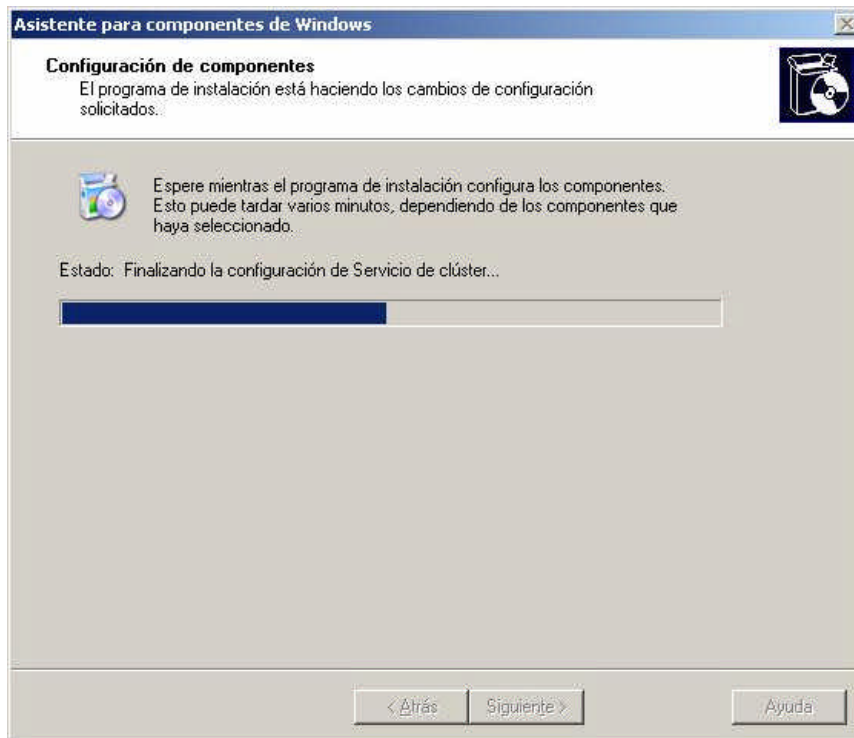 Asistente para componentes de Windows
Configuración de componentes
El programa de instalación está haciendo los cambios de configuración
solicitados.
Espere mientras el programa de instalación configura los componentes.
Esto puede tardar varios minutos, dependiendo de los componentes que
haya seleccionado.
Estado: Finalizando la configuración de Servicio de clúster...
< Atrás
Siguiente >
Ayuda